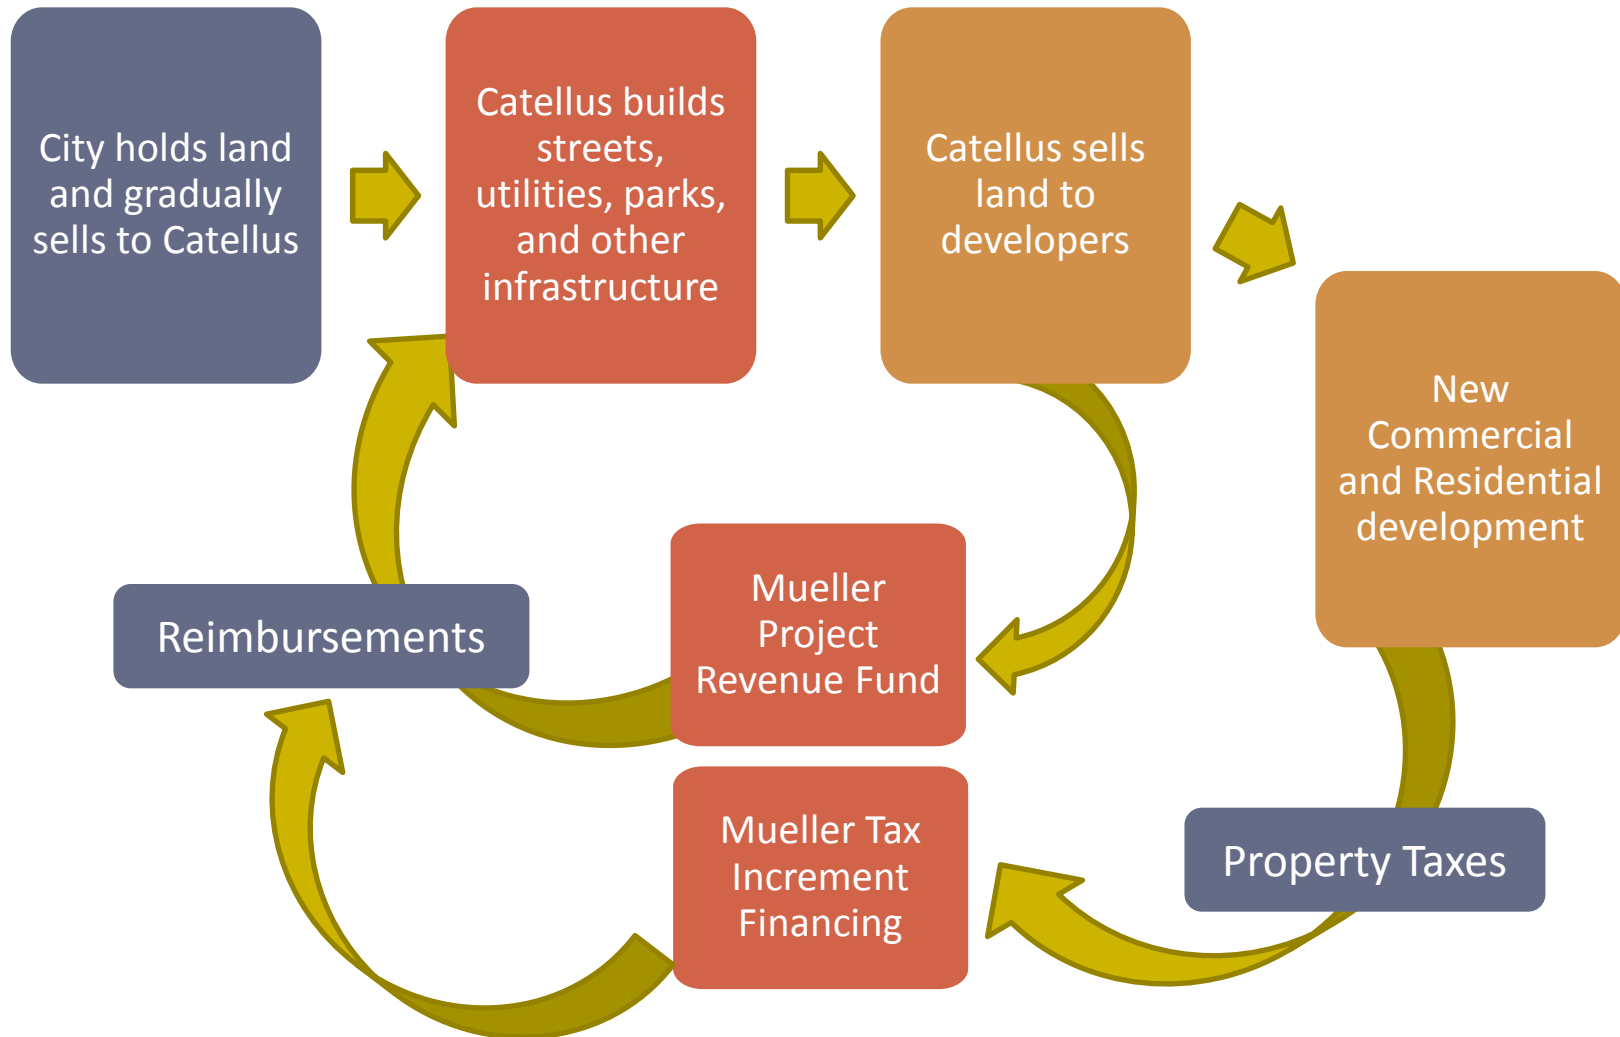 City holds land
and gradually
sells to Catellus
Catellus builds
streets,
utilities, parks,
and other
infrastructure
Catellus sells
land to
developers
New
Commercial
and Residential
development
Mueller
Project
Revenue Fund
Reimbursements
Mueller Tax
Increment
Financing
Property Taxes